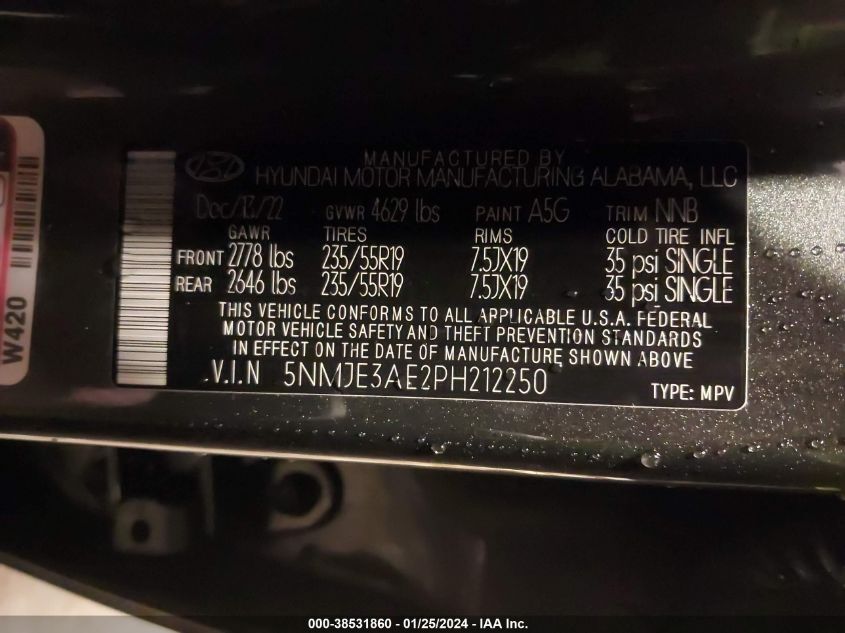 MANUFACTURED BY
HYUNDAI MOTOR MANUFACTURING ALABAMA, LLC
GVWR 4629 lbs PAINT A5G TRIM NNB
GAWR TIRES RIMS COLD TIRE INFL
FRONT 2778 lbs 235/55R19 7.5JX19 35 psi SINGLE
REAR 2646 lbs 235/55R19 7.5JX19 35 psi SINGLE
THIS VEHICLE CONFORMS TO ALL APPLICABLE U.S.A. FEDERAL
MOTOR VEHICLE SAFETY AND THEFT PREVENTION STANDARDS
IN EFFECT ON THE DATE OF MANUFACTURE SHOWN ABOVE
V.I.N 5NMJE3AE2PH212250 TYPE: MPV
W420
000-38531860 - 01/25/2024 - IAA Inc.